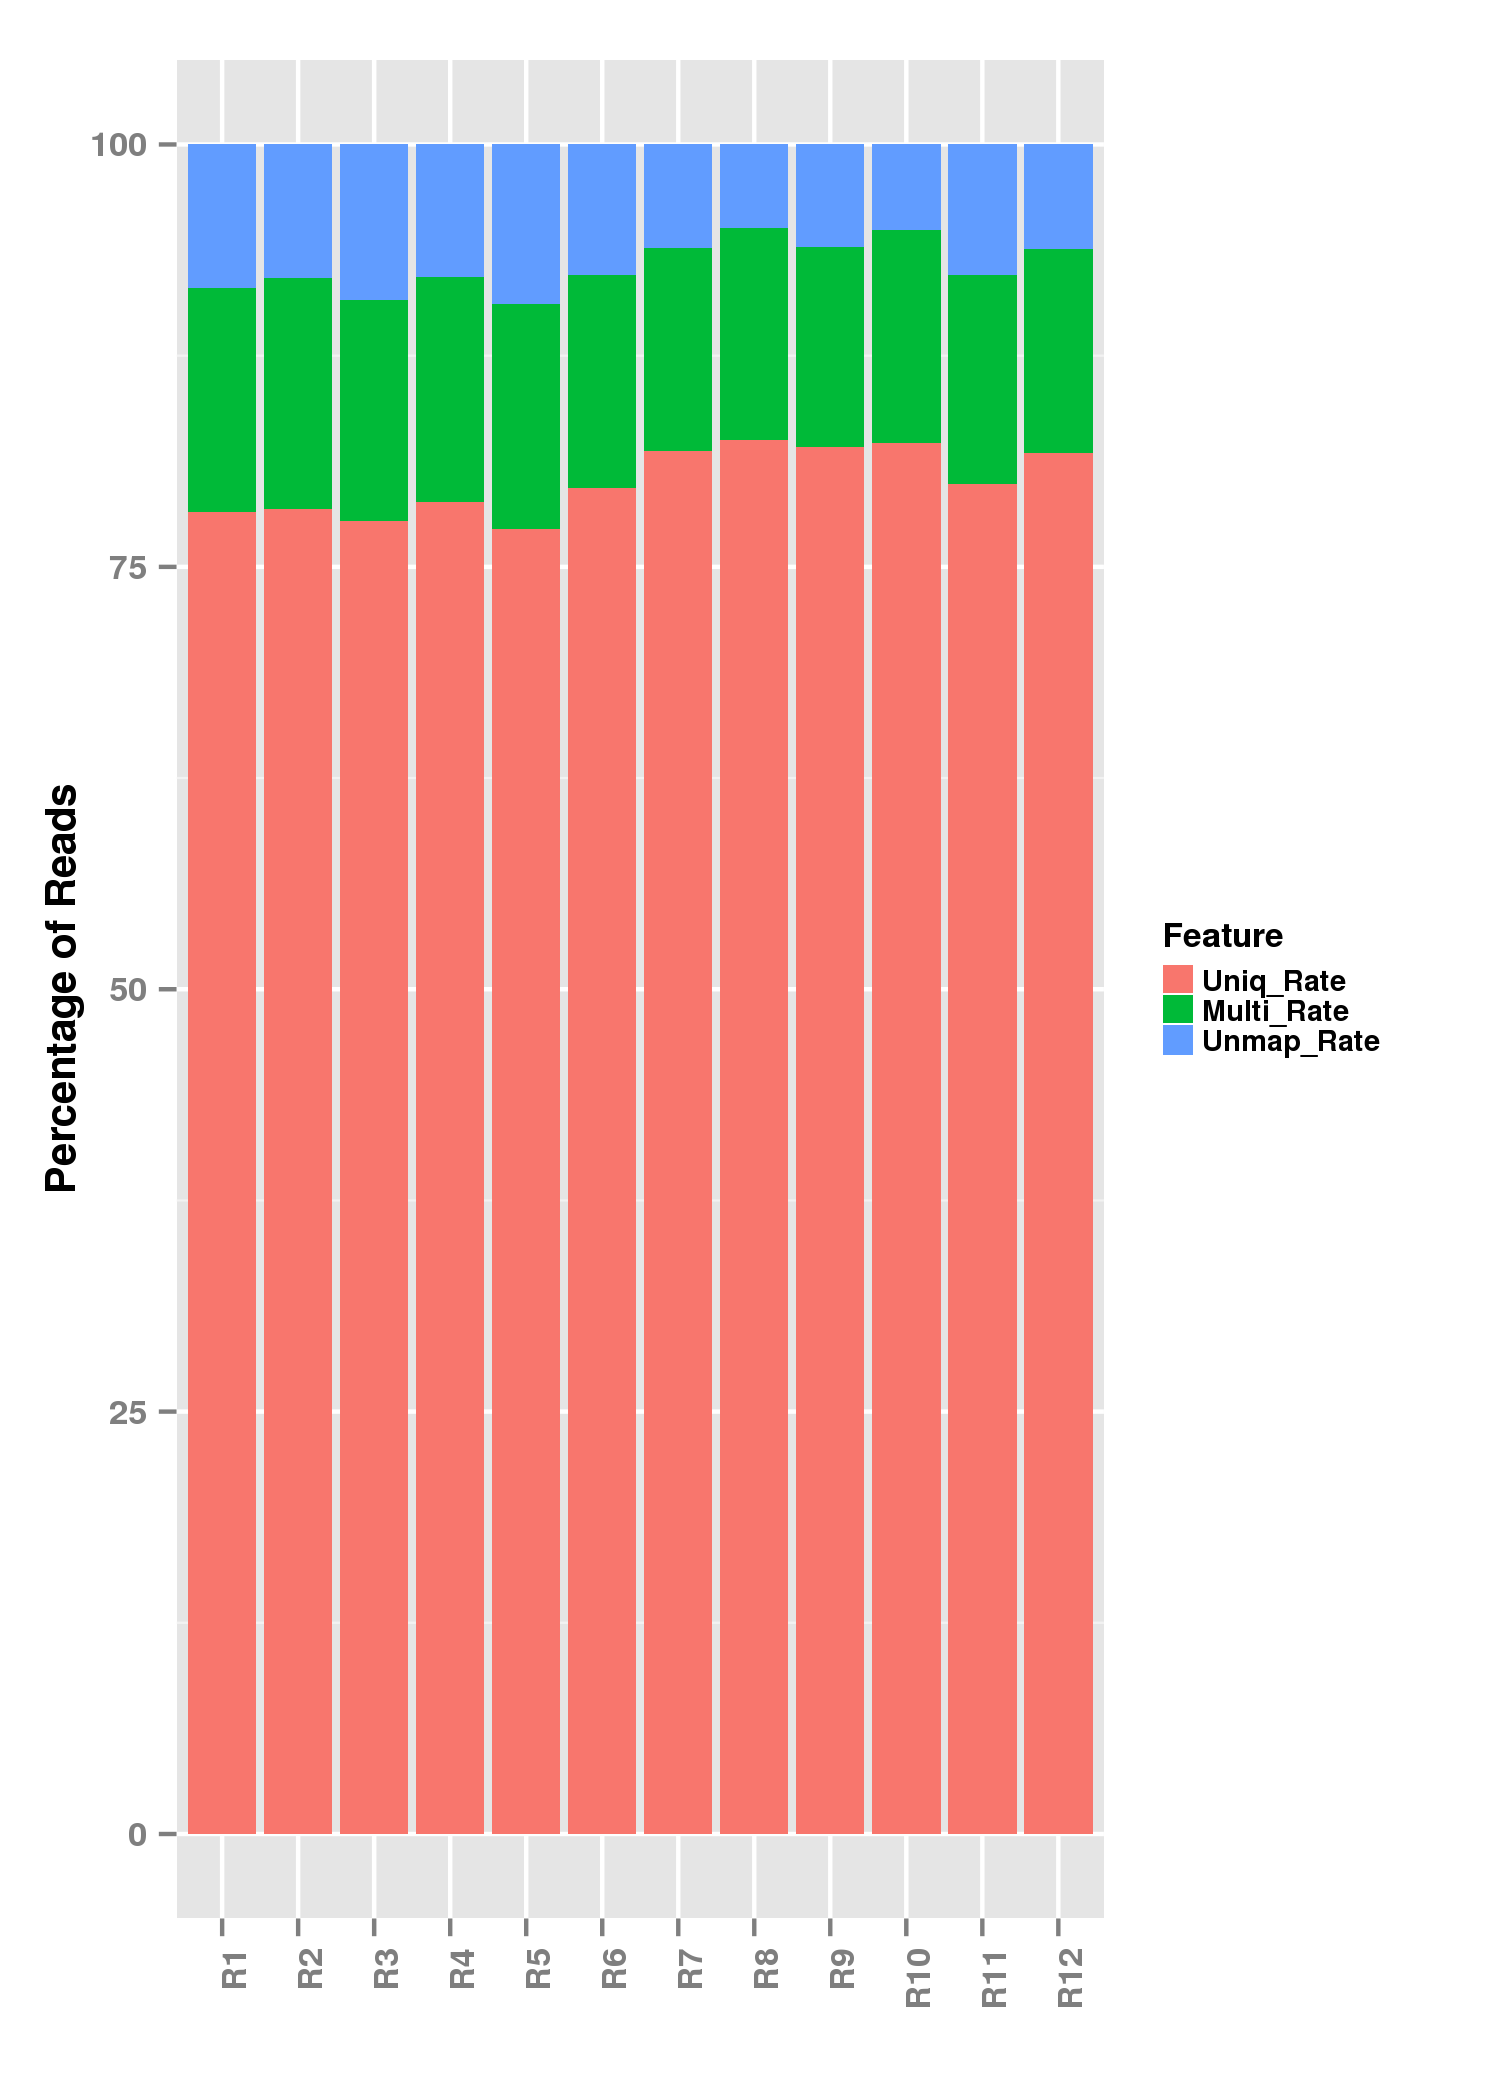 Percentage of Reads
100
75
50
25
0
R1
R2
R3
R4
R5
R6
R7
R8
R9
R10
R11
R12
Feature
Uniq_Rate
Multi_Rate
Unmap_Rate